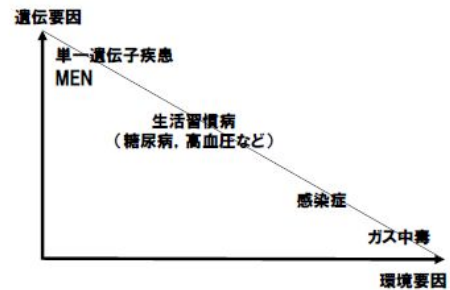 遺伝要因
単一遺伝子疾患
MEN
生活習慣病
（糖尿病，高血圧など）
感染症
ガス中毒
環境要因